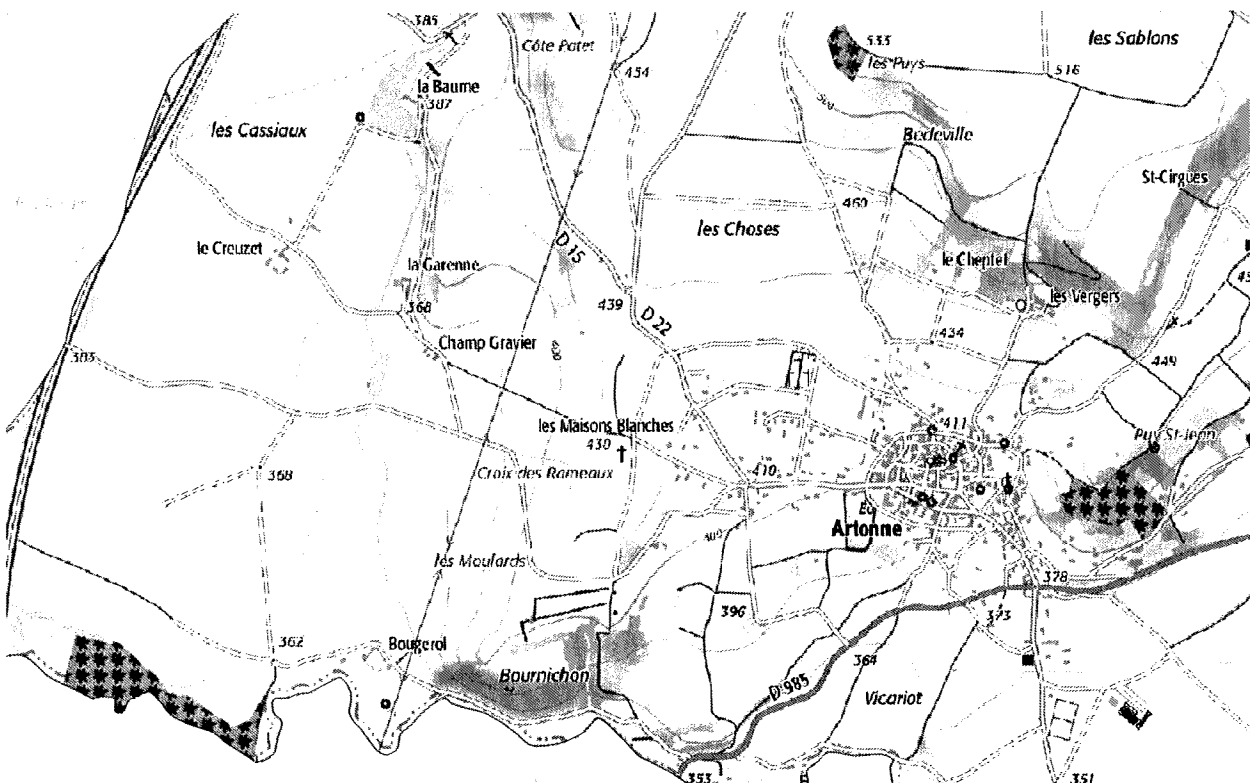 385
Côte Patet
454
533
les Puys
les Sablons
516
la Baume
387
les Cassiaux
500
Bedeville
St-Cirgues
460
les Choses
le Creuzet
la Garenne
D 15
le Cheptel
les Vergers
439
D 22
368
434
449
383
Champ Gravier
400
les Maisons Blanches
430
411
Puy St-Jean
Croix des Rameaux
410
368
Artonne
les Moulards
378
396
373
362
Bougerol
364
Bournichon
D 985
Vicariot
353
351